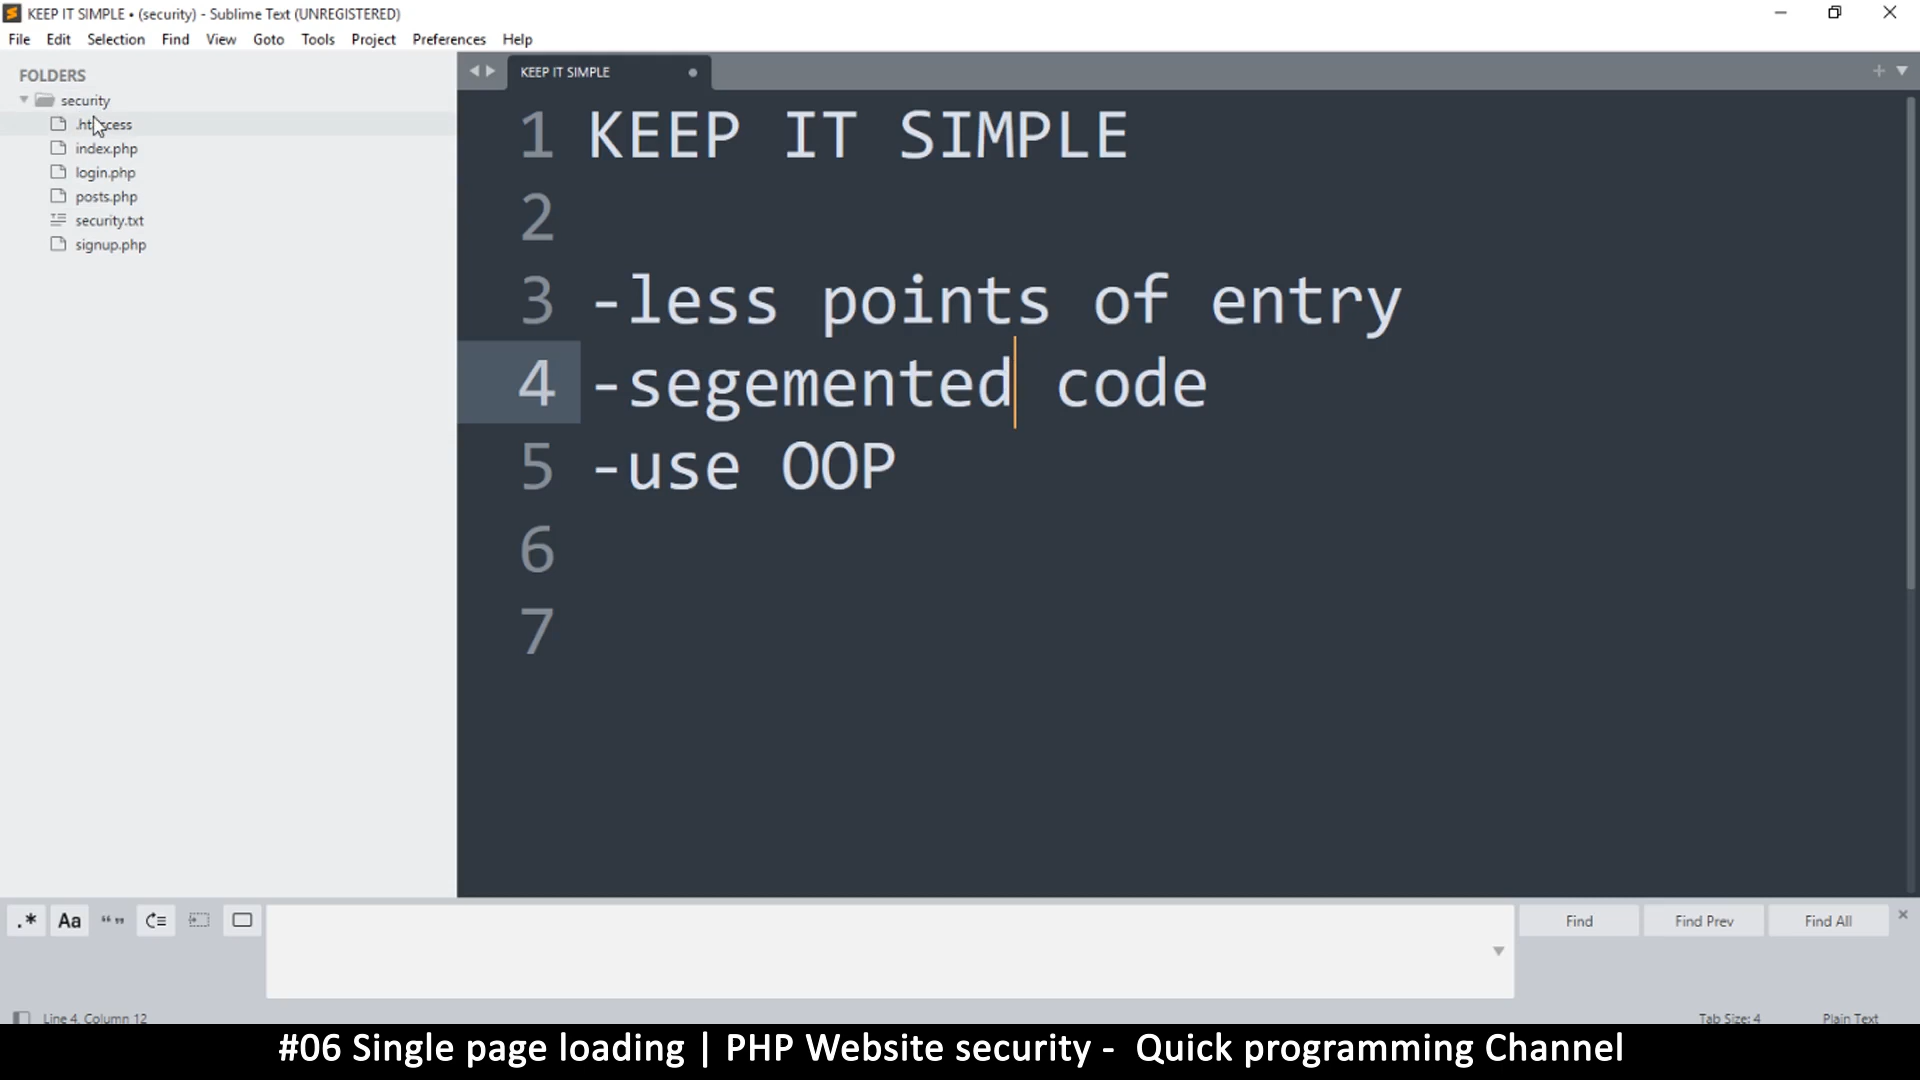 KEEP IT SIMPLE • (security) - Sublime Text (UNREGISTERED)
File Edit Selection Find View Goto Tools Project Preferences Help
FOLDERS
security
index.php
login.php
posts.php
security.txt
signup.php
KEEP IT SIMPLE
1 KEEP IT SIMPLE
2
3 -less points of entry
4 -segemented code
5 -use OOP
6
7
.* Aa “”
Find Find Prev Find All
Line 4, Column 12
Tab Size: 4 Plain Text
#06 Single page loading | PHP Website security - Quick programming Channel